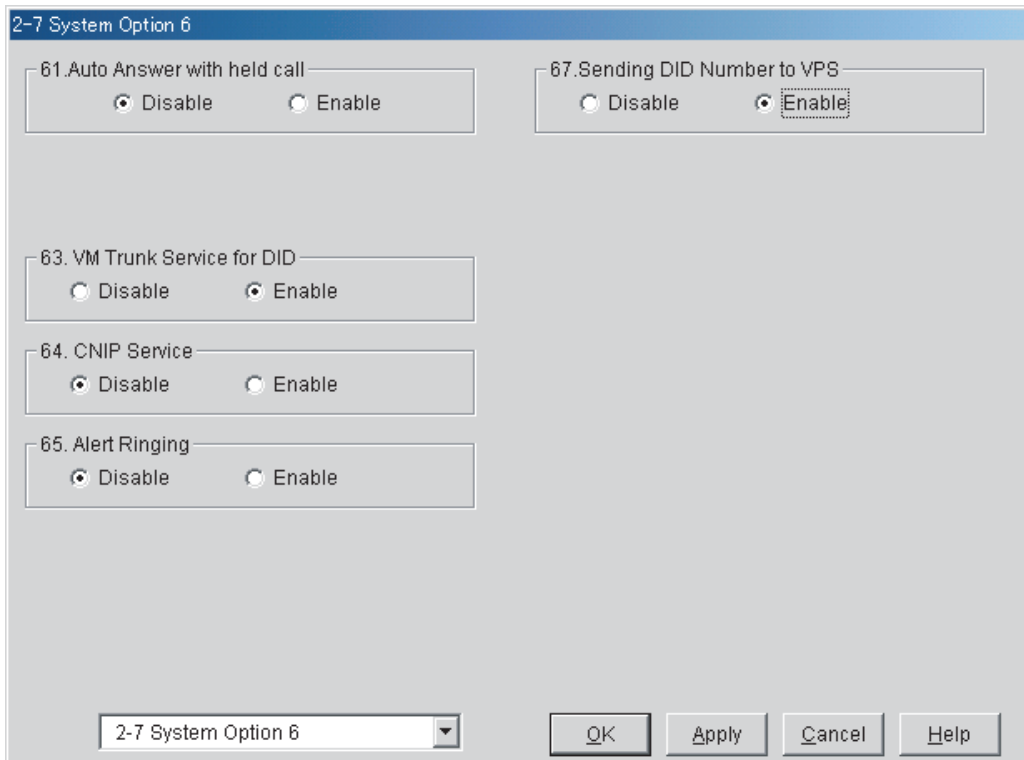 2-7 System Option 6
61.Auto Answer with held call
Disable Enable
67.Sending DID Number to VPS
Disable Enable
63. VM Trunk Service for DID
Disable Enable
64. CNIP Service
Disable Enable
65. Alert Ringing
Disable Enable
2-7 System Option 6
OK Apply Cancel Help